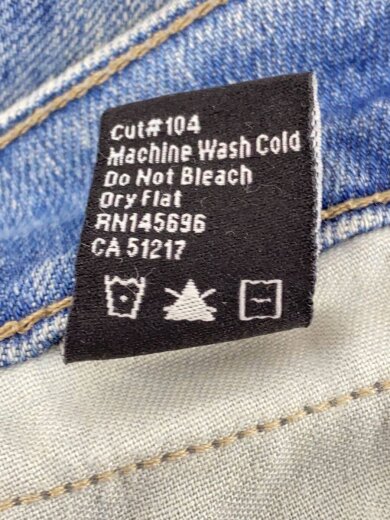 Cut#104
Machine Wash Cold
Do Not Bleach
Dry Flat
RN145696
CA 51217